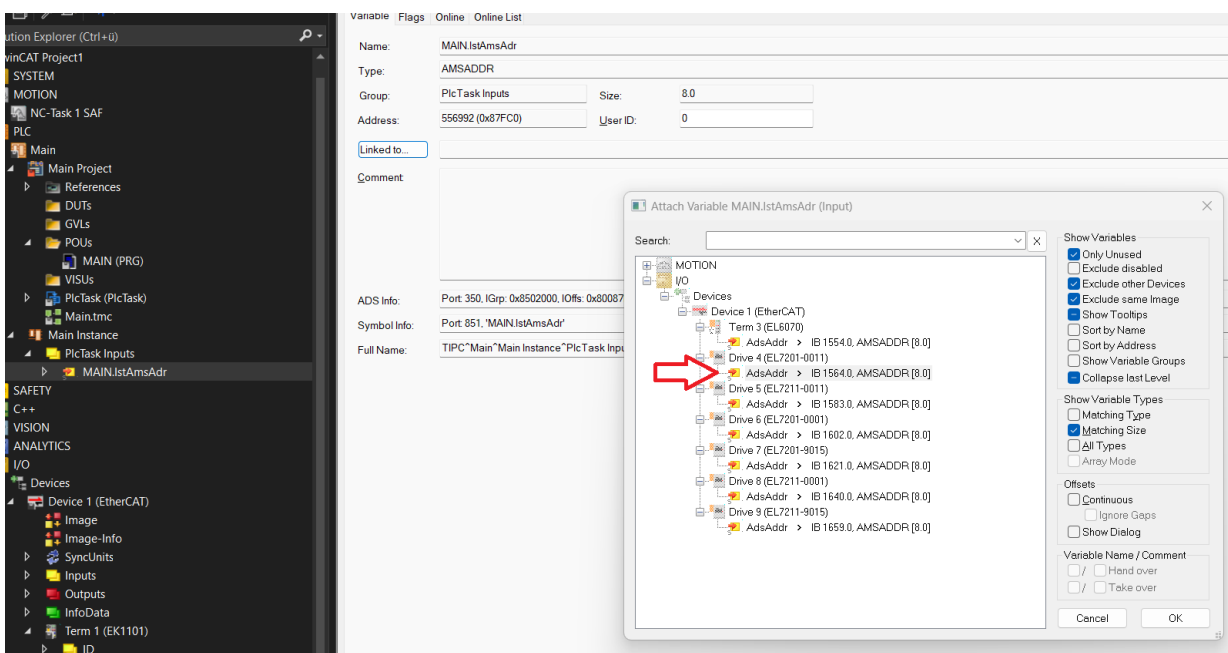 Variable Flags Online Online List
ution Explorer (Ctrl+ü)
vinCAT Project1
SYSTEM
MOTION
NC-Task 1 SAF
PLC
Main
Main Project
References
DUTs
GVLs
POUs
MAIN (PRG)
VISUs
PlcTask (PlcTask)
Main.tmc
Main Instance
PlcTask Inputs
MAIN.lstAmsAdr
SAFETY
C++
VISION
ANALYTICS
I/O
Devices
Device 1 (EtherCAT)
Image
Image-Info
SyncUnits
Inputs
Outputs
InfoData
Term 1 (EK1101)
ID
Name: MAIN.lstAmsAdr
Type: AMSADDR
Group: PlcTask Inputs Size: 8.0
Address: 556992 (0x87FC0) User ID: 0
Linked to...
Comment:
ADS Info: Port: 350, IGrp: 0x8502000, IOffs: 0x80087
Symbol Info: Port: 851, 'MAIN.lstAmsAdr'
Full Name: TIPC^Main^Main Instance^PlcTask Inpu
Attach Variable MAIN.lstAmsAdr (Input)
Search: X
MOTION
I/O
Devices
Device 1 (EtherCAT)
Term 3 (EL6070)
AdsAddr > IB 1554.0, AMSADDR [8.0]
Drive 4 (EL7201-0011)
AdsAddr > IB 1564.0, AMSADDR [8.0]
Drive 5 (EL7211-0011)
AdsAddr > IB 1583.0, AMSADDR [8.0]
Drive 6 (EL7201-0001)
AdsAddr > IB 1602.0, AMSADDR [8.0]
Drive 7 (EL7201-9015)
AdsAddr > IB 1621.0, AMSADDR [8.0]
Drive 8 (EL7211-0001)
AdsAddr > IB 1640.0, AMSADDR [8.0]
Drive 9 (EL7211-9015)
AdsAddr > IB 1659.0, AMSADDR [8.0]
Show Variables
Only Unused
Exclude disabled
Exclude other Devices
Exclude same Image
Show Tooltips
Sort by Name
Sort by Address
Show Variable Groups
Collapse last Level
Show Variable Types
Matching Type
Matching Size
All Types
Array Mode
Offsets
Continuous
Ignore Gaps
Show Dialog
Variable Name / Comment
/ Hand over
/ Take over
Cancel OK